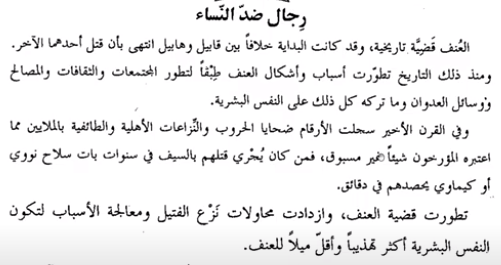 رجال ضدّ النّساء
العُنف قَضِيَّة تاريخية، وقد كانت البداية خلافاً بين قابيل وهابيل انتهى بأن قتل أحدهما الآخر.
ومنذ ذلك التاريخ تطوّرت أسباب وأشكال العنف طِبْقاً لتطور المجتمعات والثقافات والمصالح
ووسائل العدوان وما تركه كل ذلك على النفس البشرية.
وفي القرن الأخير سجلت الأرقام ضحايا الحروب والنِّزاعات الأهلية والطائفية بالملايين مما
اعتبره المؤرخون شيئاً غير مسبوق، فمن كان يُجْرِي قتلهم بالسيف في سنوات بات سلاح نووي
أو كيماوي يحصدهم في دقائق.
تطورت قضية العنف، وازدادت محاولات نَزْع الفتيل ومعالجة الأسباب لتكون
النفس البشرية أكثر تهذيباً وأقلّ ميلاً للعنف.